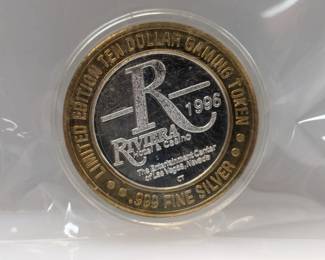 LIMITED EDITION TEN DOLLAR GAMING TOKEN
R
1996
RIVIERA
hotel casino
The Entertainment Center
of Las Vegas, Nevada
CT
.999 FINE SILVER